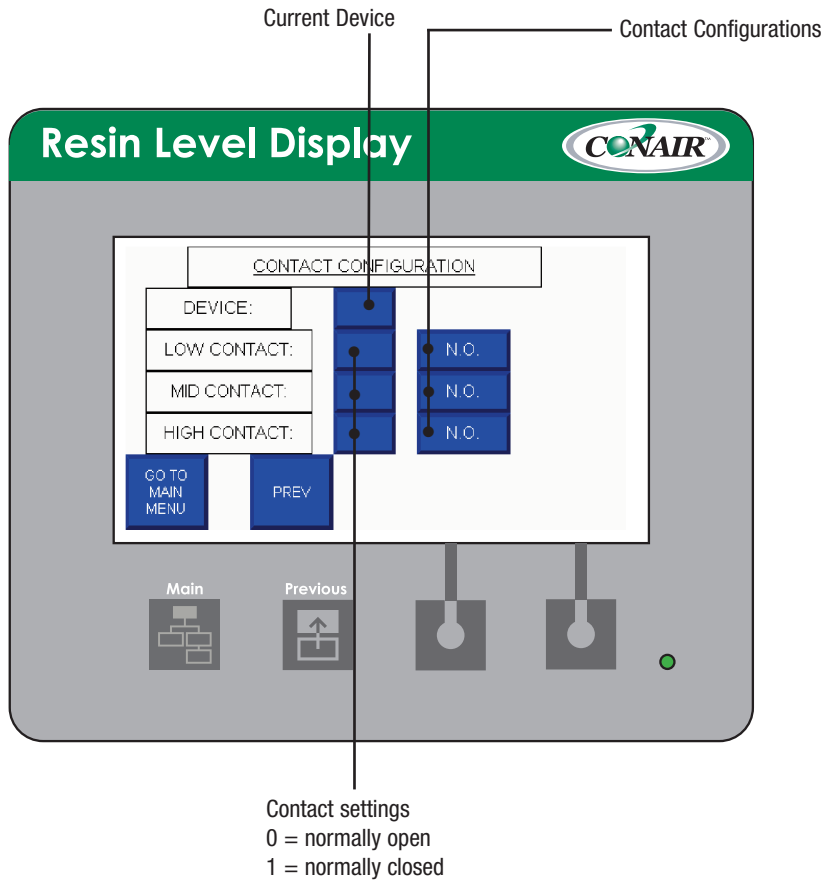 Current Device
Contact Configurations
Resin Level Display
CONAIR™
CONTACT CONFIGURATION
DEVICE:
LOW CONTACT:
N.O.
MID CONTACT:
N.O.
HIGH CONTACT:
N.O.
GO TO
MAIN
MENU
PREV
Main
Previous
Contact settings
0 = normally open
1 = normally closed